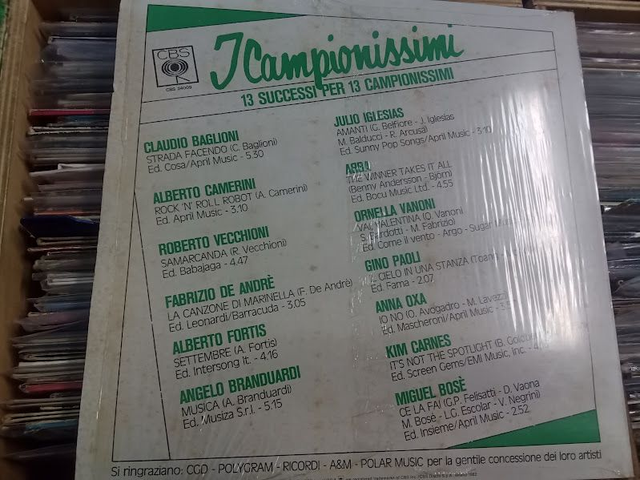 CBS
I Campionissimi
13 SUCCESSI PER 13 CAMPIONISSIMI
CLAUDIO BAGLIONI
STRADA FACENDO (C. Baglioni)
Ed. Cosa/April Music - 5.30
ALBERTO CAMERINI
ROCK 'N' ROLL ROBOT (A. Camerini)
Ed. April Music - 3.10
ROBERTO VECCHIONI
SAMARCANDA (R. Vecchioni)
Ed. Babajaga - 4.47
FABRIZIO DE ANDRÈ
LA CANZONE DI MARINELLA (F. De Andrè)
Ed. Leonardi/Barracuda - 3.05
ALBERTO FORTIS
SETTEMBRE (A. Fortis)
Ed. Intersong It. - 4.16
ANGELO BRANDUARDI
MUSICA (A. Branduardi)
Ed. Musiza S.r.l. - 5.15
JULIO IGLESIAS
AMANTI (G. Belfiore - J. Iglesias
M. Balducci - R. Arcusa)
Ed. Sunny Pop Songs/April Music - 3.10
ABBA
THE WINNER TAKES IT ALL
(Benny Andersson - Bjorn)
Ed. Bocu Music Ltd. - 4.55
ORNELLA VANONI
VAI, VALENTINA (O. Vanoni
S. Bardotti - M. Fabrizio)
Ed. Come il vento - Argo - Sugar
GINO PAOLI
IL CIELO IN UNA STANZA
Ed. Fama - 2.07
ANNA OXA
IO NO (O. Avogadro - M. Lavezzi)
Ed. Mascheroni/April Music
KIM CARNES
IT'S NOT THE SPOTLIGHT (B.
Ed. Screen Gems/EMI Music, Inc.
MIGUEL BOSÈ
CE LA FAI (G.P. Felisatti - D. Vaona
M. Bosè - L.G. Escolar - V. Negrini)
Ed. Insieme/April Music - 2.52
Si ringraziano: CGD - POLYGRAM - RICORDI - A&M - POLAR MUSIC per la gentile concessione dei loro artisti